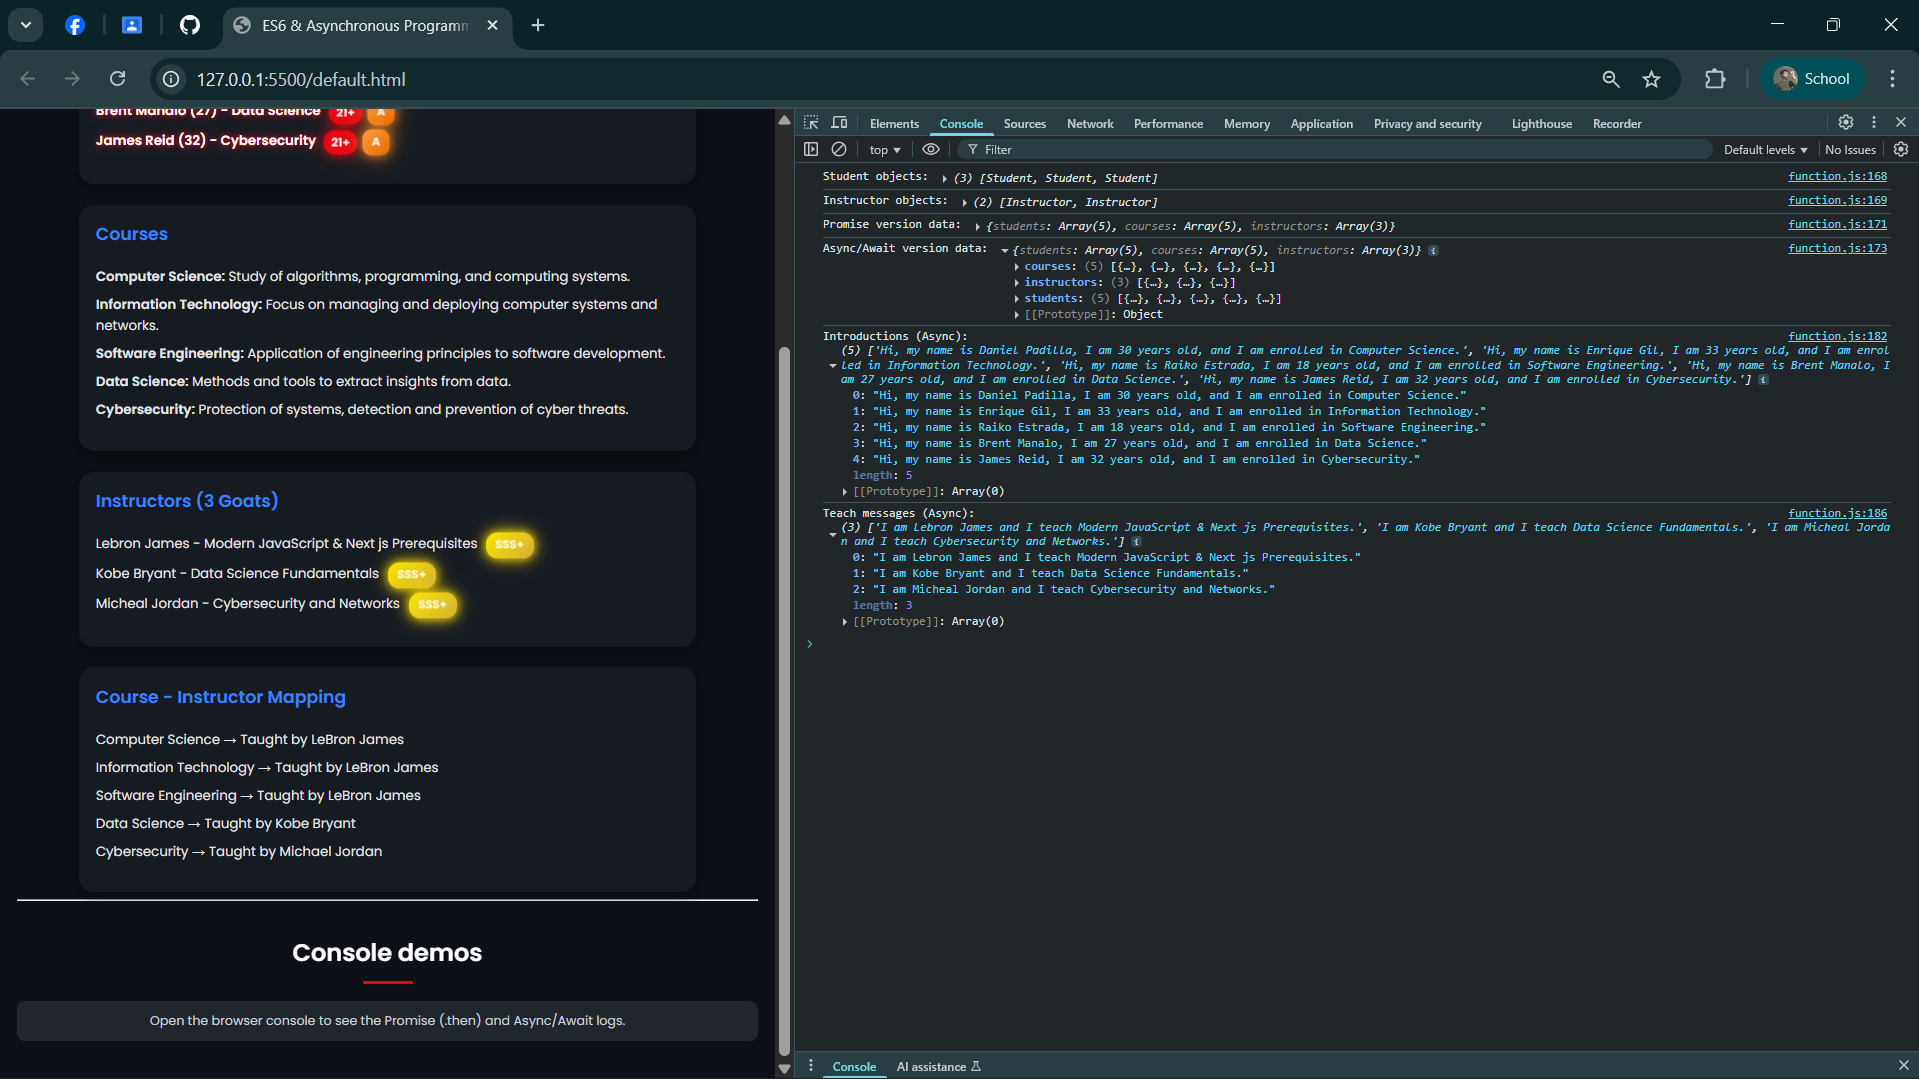 ES6 & Asynchronous Programm
127.0.0.1:5500/default.html
School
Brent Manalo (27) - Data Science 21+ A
James Reid (32) - Cybersecurity 21+ A
Courses
Computer Science: Study of algorithms, programming, and computing systems.
Information Technology: Focus on managing and deploying computer systems and
networks.
Software Engineering: Application of engineering principles to software development.
Data Science: Methods and tools to extract insights from data.
Cybersecurity: Protection of systems, detection and prevention of cyber threats.
Instructors (3 Goats)
Lebron James - Modern JavaScript & Next js Prerequisites SSS+
Kobe Bryant - Data Science Fundamentals SSS+
Micheal Jordan - Cybersecurity and Networks SSS+
Course - Instructor Mapping
Computer Science → Taught by LeBron James
Information Technology → Taught by LeBron James
Software Engineering → Taught by LeBron James
Data Science → Taught by Kobe Bryant
Cybersecurity → Taught by Michael Jordan
Console demos
Open the browser console to see the Promise (.then) and Async/Await logs.
Elements Console Sources Network Performance Memory Application Privacy and security Lighthouse Recorder
top Filter Default levels No Issues
Student objects: (3) [Student, Student, Student] function.js:168
Instructor objects: (2) [Instructor, Instructor] function.js:169
Promise version data: {students: Array(5), courses: Array(5), instructors: Array(3)} function.js:171
Async/Await version data: {students: Array(5), courses: Array(5), instructors: Array(3)} i function.js:173
courses: (5) [{…}, {…}, {…}, {…}, {…}]
instructors: (3) [{…}, {…}, {…}]
students: (5) [{…}, {…}, {…}, {…}, {…}]
[[Prototype]]: Object
Introductions (Async): function.js:182
(5) ['Hi, my name is Daniel Padilla, I am 30 years old, and I am enrolled in Computer Science.', 'Hi, my name is Enrique Gil, I am 33 years old, and I am enrol
led in Information Technology.', 'Hi, my name is Raiko Estrada, I am 18 years old, and I am enrolled in Software Engineering.', 'Hi, my name is Brent Manalo, I
am 27 years old, and I am enrolled in Data Science.', 'Hi, my name is James Reid, I am 32 years old, and I am enrolled in Cybersecurity.'] i
0: "Hi, my name is Daniel Padilla, I am 30 years old, and I am enrolled in Computer Science."
1: "Hi, my name is Enrique Gil, I am 33 years old, and I am enrolled in Information Technology."
2: "Hi, my name is Raiko Estrada, I am 18 years old, and I am enrolled in Software Engineering."
3: "Hi, my name is Brent Manalo, I am 27 years old, and I am enrolled in Data Science."
4: "Hi, my name is James Reid, I am 32 years old, and I am enrolled in Cybersecurity."
length: 5
[[Prototype]]: Array(0)
Teach messages (Async): function.js:186
(3) ['I am Lebron James and I teach Modern JavaScript & Next js Prerequisites.', 'I am Kobe Bryant and I teach Data Science Fundamentals.', 'I am Micheal Jorda
n and I teach Cybersecurity and Networks.'] i
0: "I am Lebron James and I teach Modern JavaScript & Next js Prerequisites."
1: "I am Kobe Bryant and I teach Data Science Fundamentals."
2: "I am Micheal Jordan and I teach Cybersecurity and Networks."
length: 3
[[Prototype]]: Array(0)
Console AI assistance